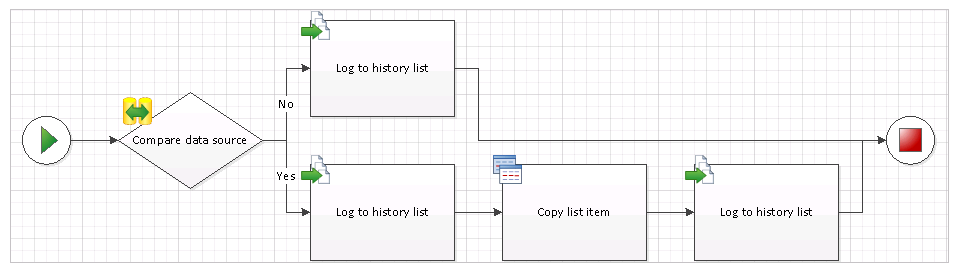 Log to history list
No
Compare data source
Yes
Log to history list
Copy list item
Log to history list